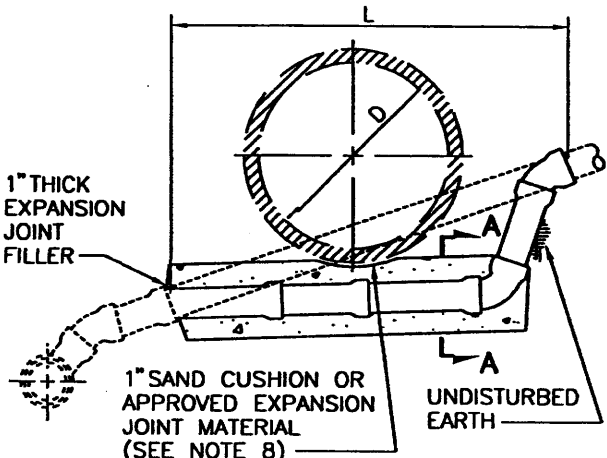 L
D
1" THICK
EXPANSION
JOINT
FILLER
A
A
1" SAND CUSHION OR
APPROVED EXPANSION
JOINT MATERIAL
(SEE NOTE 8)
UNDISTURBED
EARTH